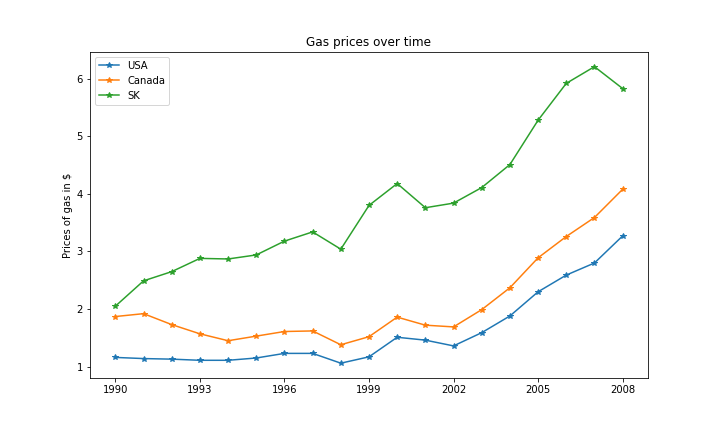 Gas prices over time
USA
Canada
SK
Prices of gas in $
6
5
4
3
2
1
1990 1993 1996 1999 2002 2005 2008